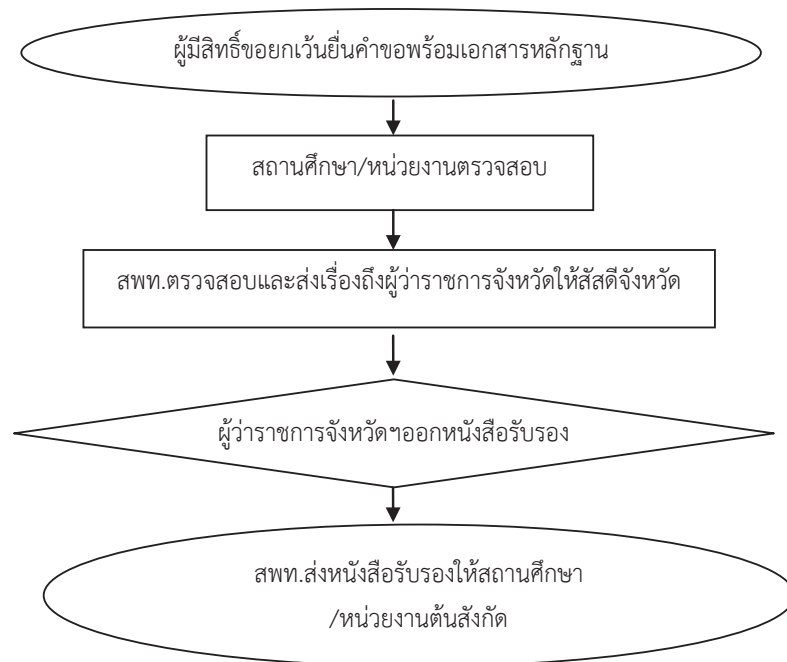 ผู้มีสิทธิ์ขอยกเว้นยื่นคำขอพร้อมเอกสารหลักฐาน
สถานศึกษา/หน่วยงานตรวจสอบ
สพท.ตรวจสอบและส่งเรื่องถึงผู้ว่าราชการจังหวัดให้สัสดีจังหวัด
ผู้ว่าราชการจังหวัดฯออกหนังสือรับรอง
สพท.ส่งหนังสือรับรองให้สถานศึกษา
/หน่วยงานต้นสังกัด